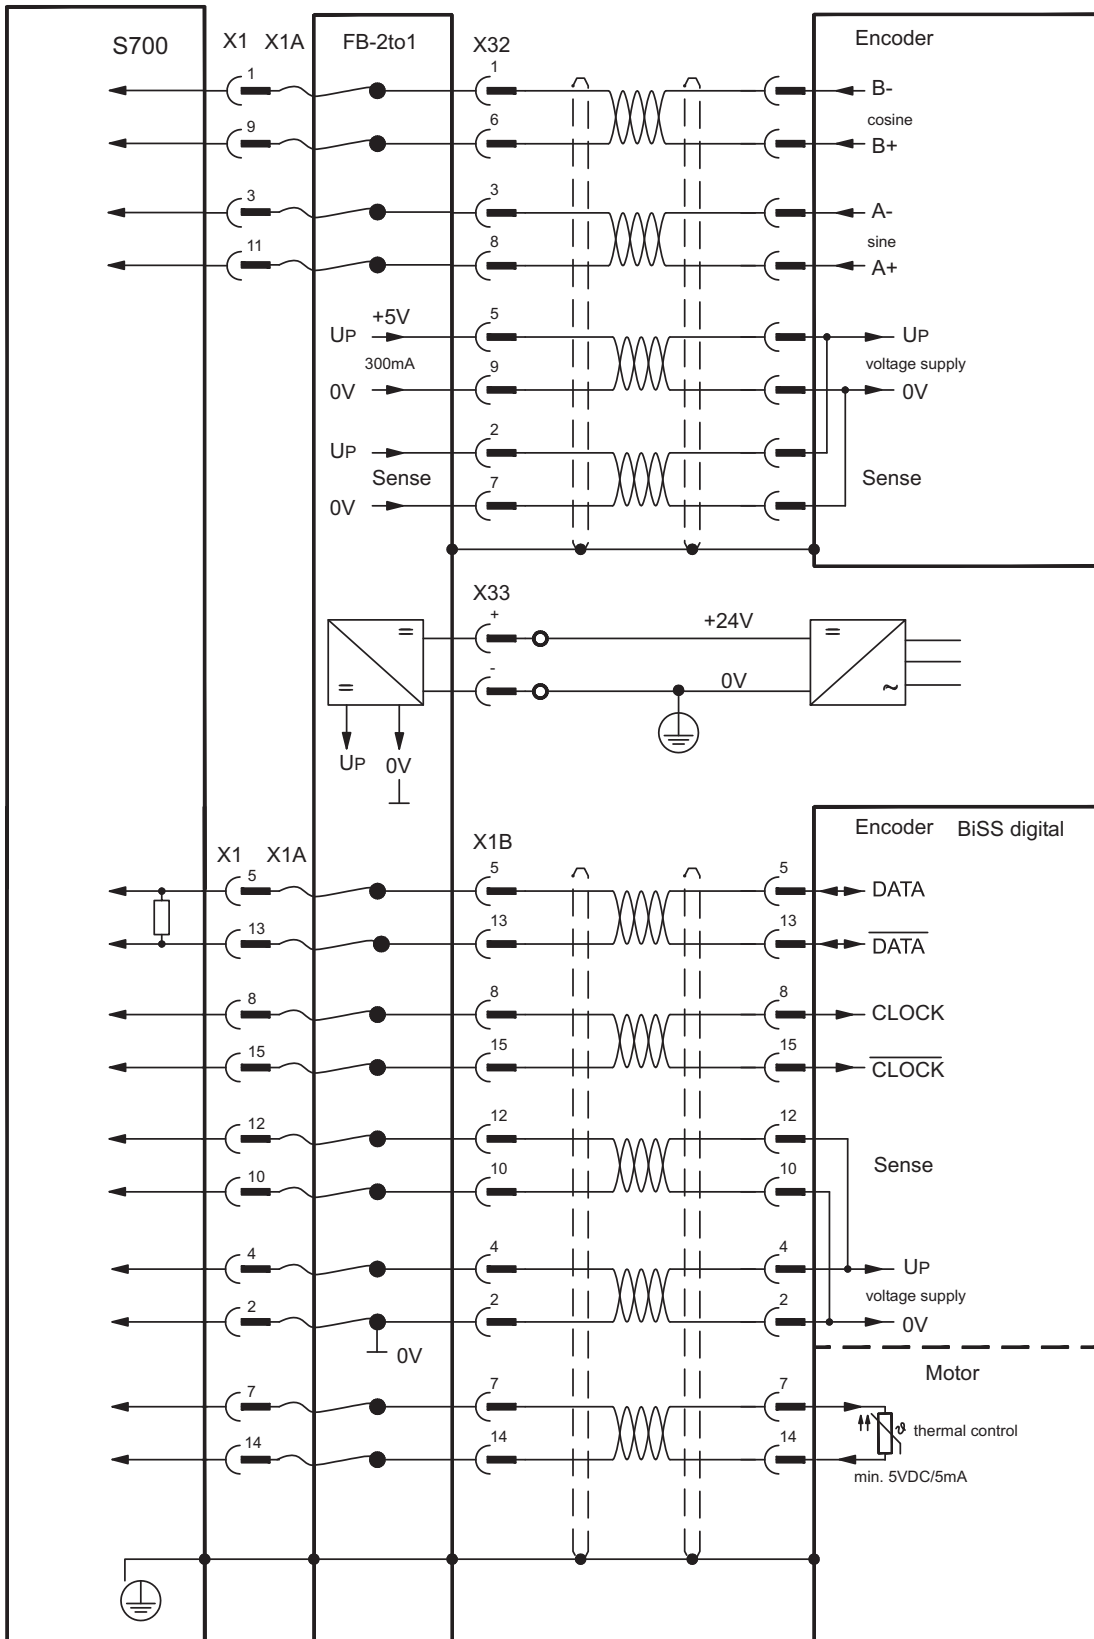 S700 X1 X1A FB-2to1 X32 Encoder
1 1 B-
cosine
9 6 B+
3 3 A-
sine
11 8 A+
UP +5V 5 UP
300mA voltage supply
0V 9 0V
UP 2
Sense Sense
0V 7
X33
+ +24V =
=
- 0V
= ~
UP 0V
Encoder BiSS digital
X1 X1A X1B
5 5 5 DATA
13 13 13 DATA
8 8 8 CLOCK
15 15 15 CLOCK
12 12 12
Sense
10 10 10
4 4 4 UP
voltage supply
2 2 2 0V
0V
Motor
7 7 7
ϑ thermal control
14 14 14
min. 5VDC/5mA